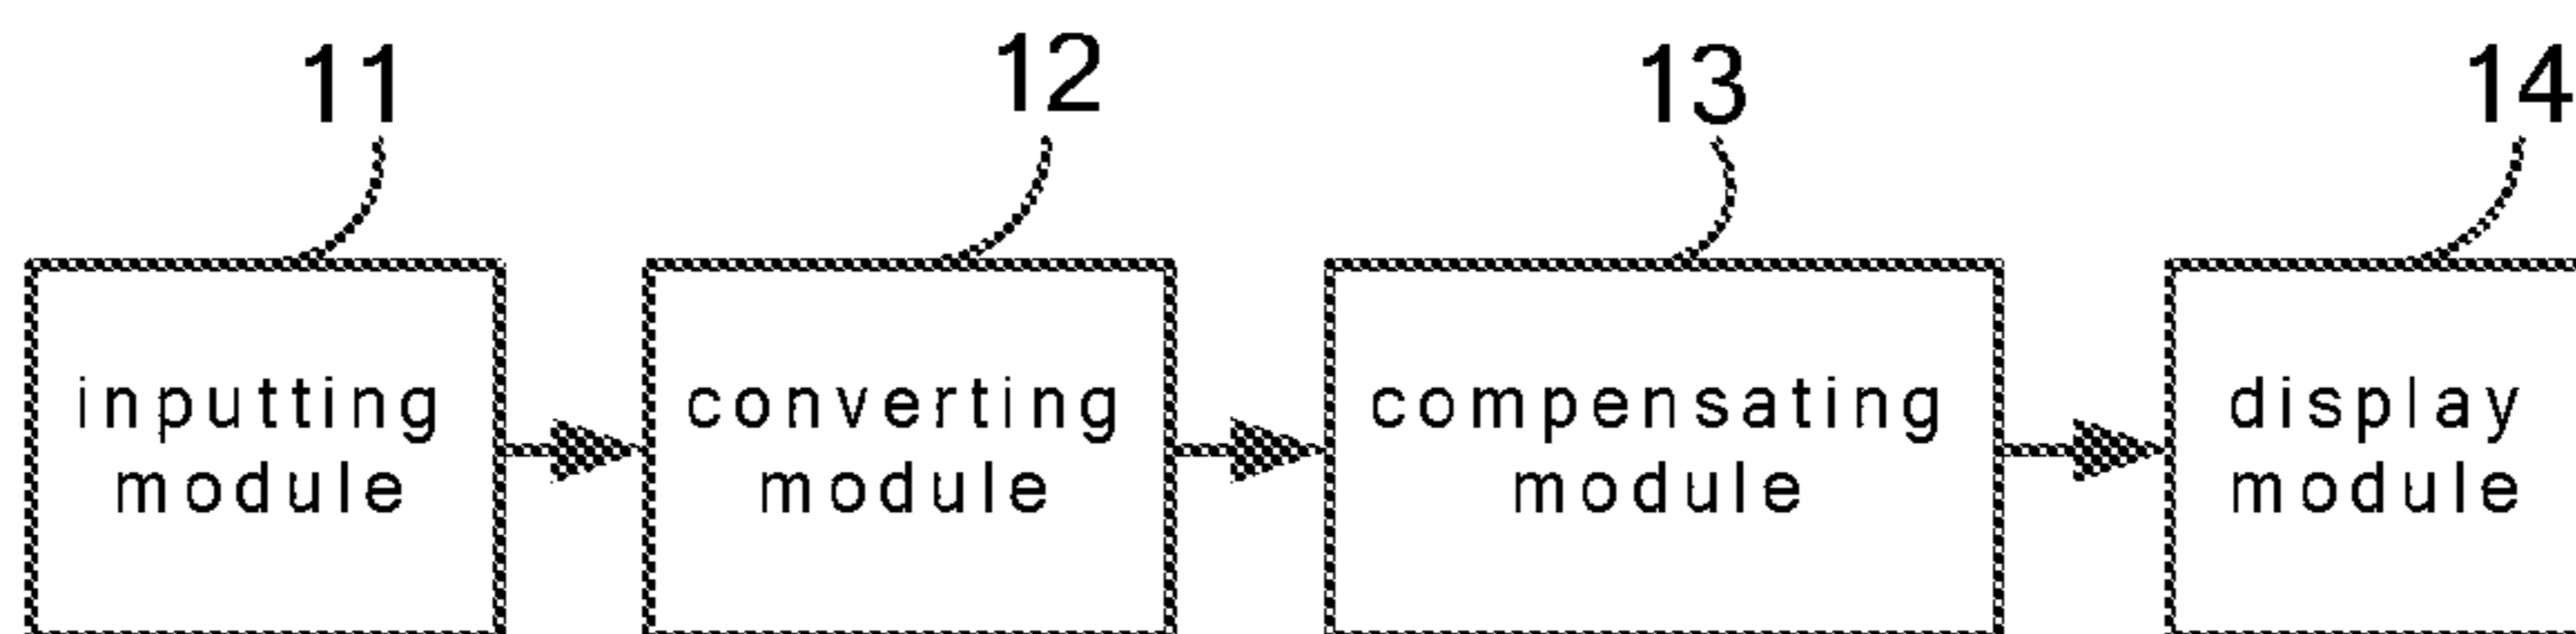 11 12 13 14
inputting converting compensating display
module module module module